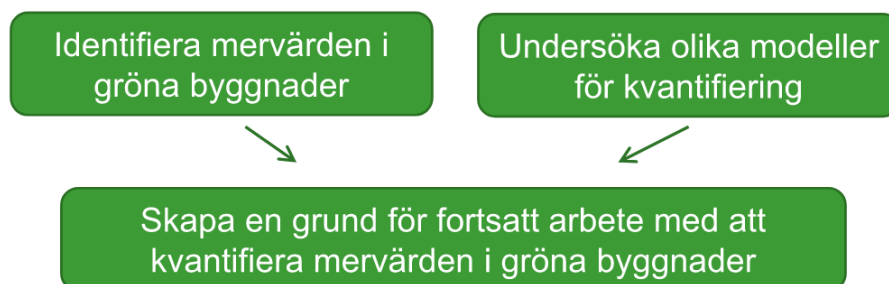 Identifiera mervärden i
gröna byggnader
Undersöka olika modeller
för kvantifiering
Skapa en grund för fortsatt arbete med att
kvantifiera mervärden i gröna byggnader